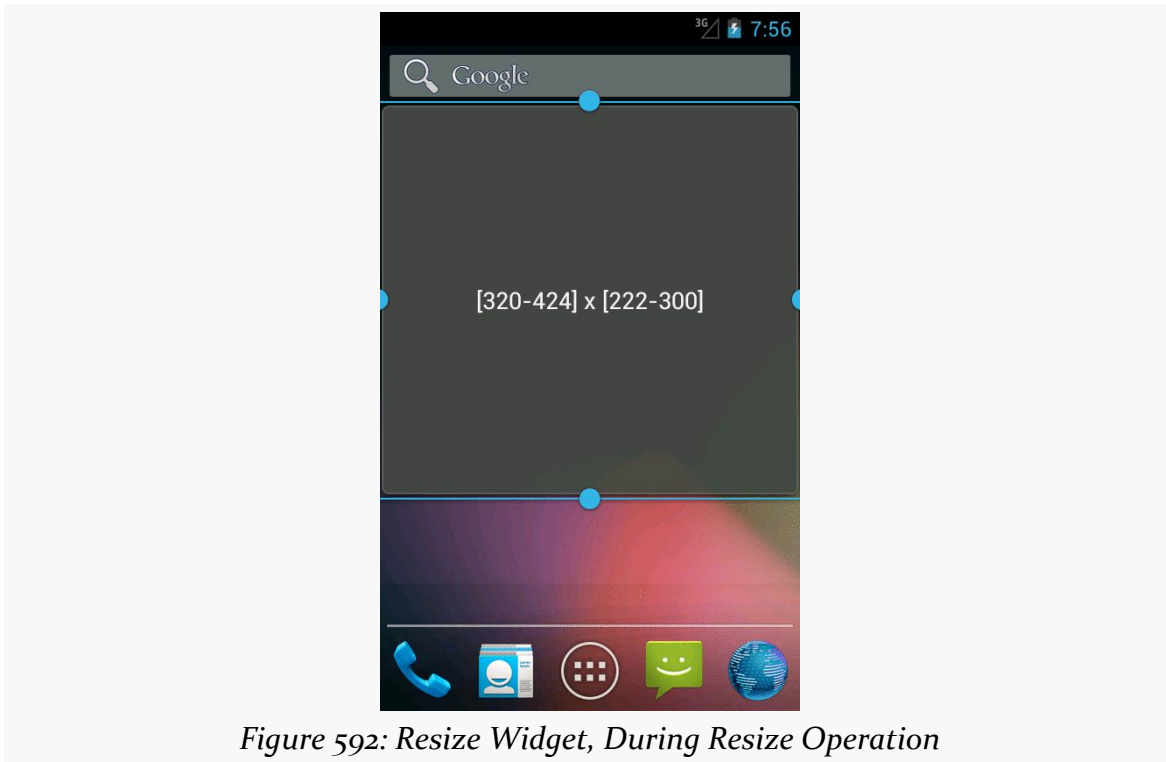 3G 7:56
Google
[320-424] x [222-300]
Figure 592: Resize Widget, During Resize Operation